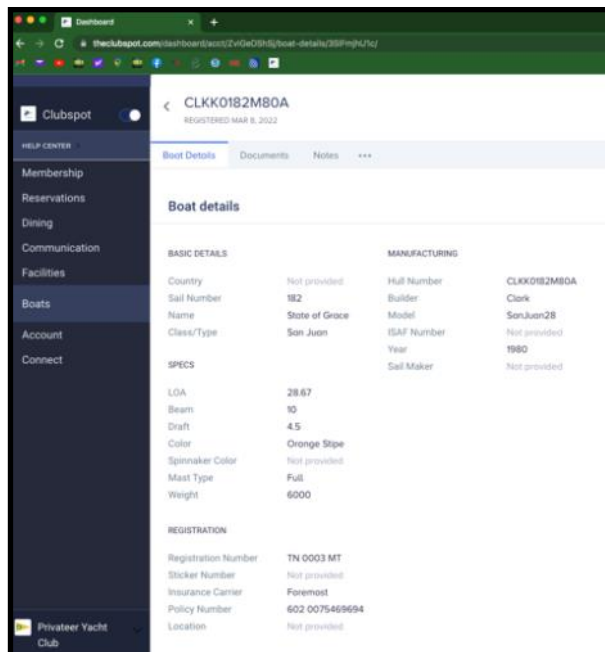 Dashboard
theclubspot.com/dashboard/acct/ZviGeDShSj/boat-details/
Clubspot
HELP CENTER
Membership
Reservations
Dining
Communication
Facilities
Boats
Account
Connect
Privateer Yacht
Club
CLKK0182M80A
REGISTERED MAR 8, 2022
Boat Details Documents Notes •••
Boat details
BASIC DETAILS
Country Not provided
Sail Number 182
Name State of Grace
Class/Type San Juan
SPECS
LOA 28.67
Beam 10
Draft 4.5
Color Orange Stipe
Spinnaker Color Not provided
Mast Type Full
Weight 6000
REGISTRATION
Registration Number TN 0003 MT
Sticker Number Not provided
Insurance Carrier Foremost
Policy Number 602 0075469694
Location Not provided
MANUFACTURING
Hull Number CLKK0182M80A
Builder Clark
Model SanJuan28
ISAF Number Not provided
Year 1980
Sail Maker Not provided